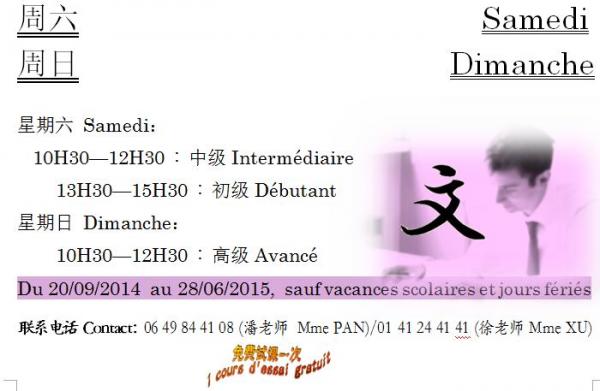 周六 Samedi
周日 Dimanche
星期六 Samedi:
10H30—12H30：中级 Intermédiaire
13H30—15H30：初级 Débutant
星期日 Dimanche:
10H30—12H30：高级 Avancé
文
Du 20/09/2014 au 28/06/2015, sauf vacances scolaires et jours fériés
联系电话 Contact: 06 49 84 41 08 (潘老师 Mme PAN)/01 41 24 41 41 (徐老师 Mme XU)
免费试课一次
1 cours d'essai gratuit